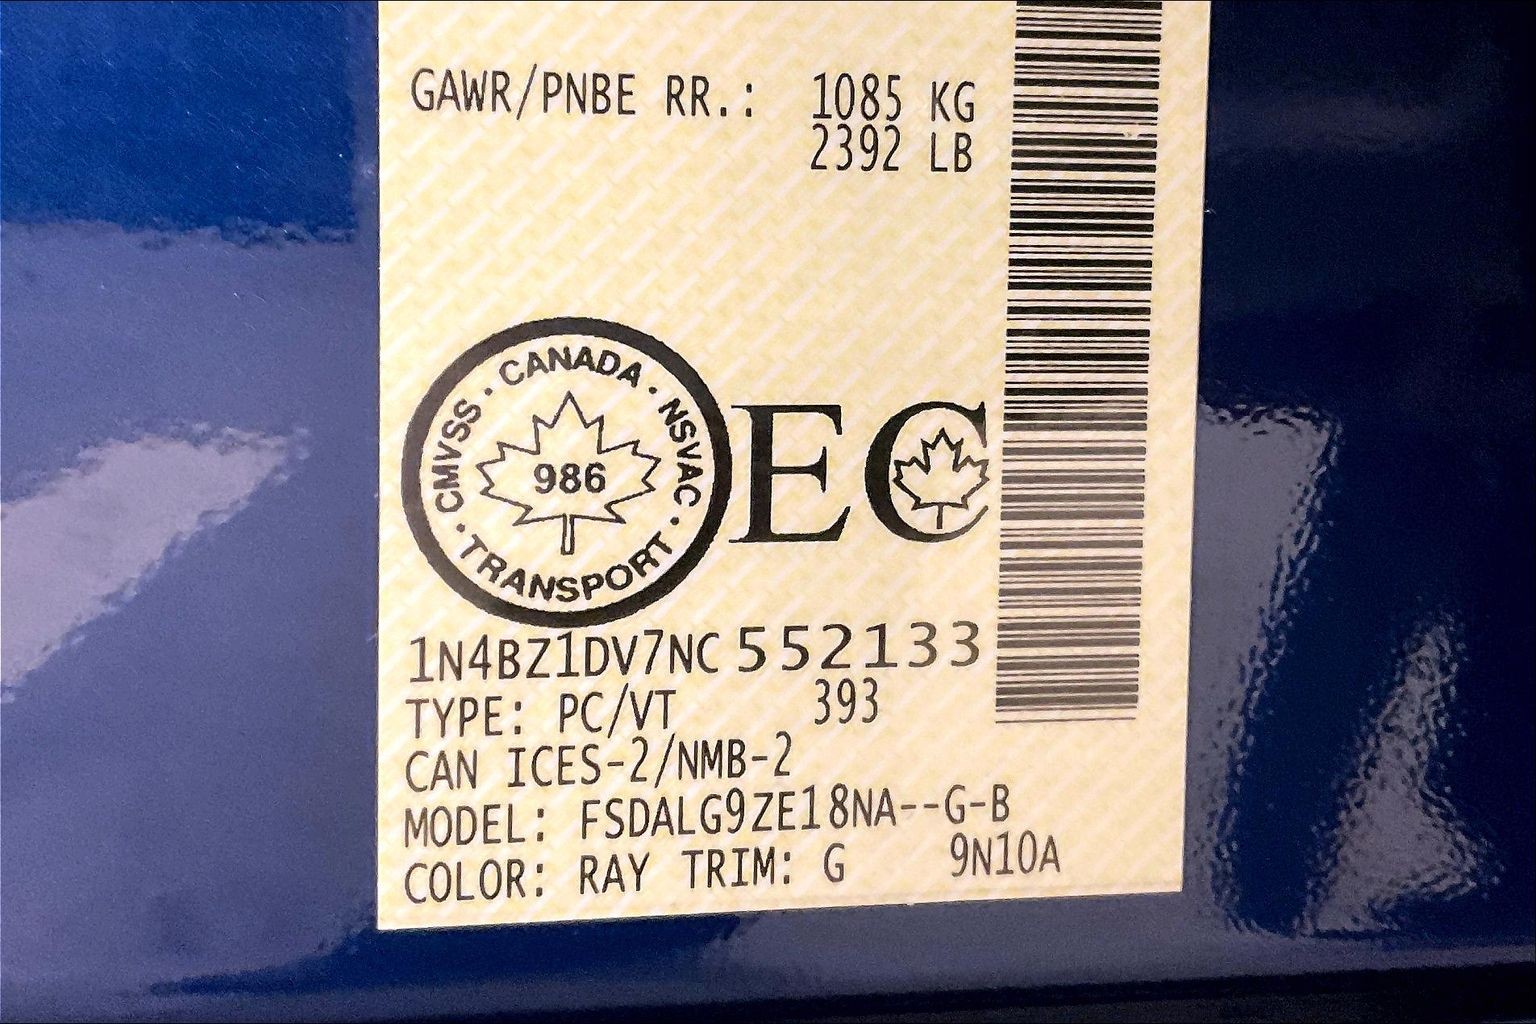 GAWR/PNBE RR.: 1085 KG
2392 LB
CMVSS · CANADA · NSVAC · TRANSPORT ·
986
EC
1N4BZ1DV7NC552133
TYPE: PC/VT 393
CAN ICES-2/NMB-2
MODEL: FSDALG9ZE18NA--G-B
COLOR: RAY TRIM: G 9N10A